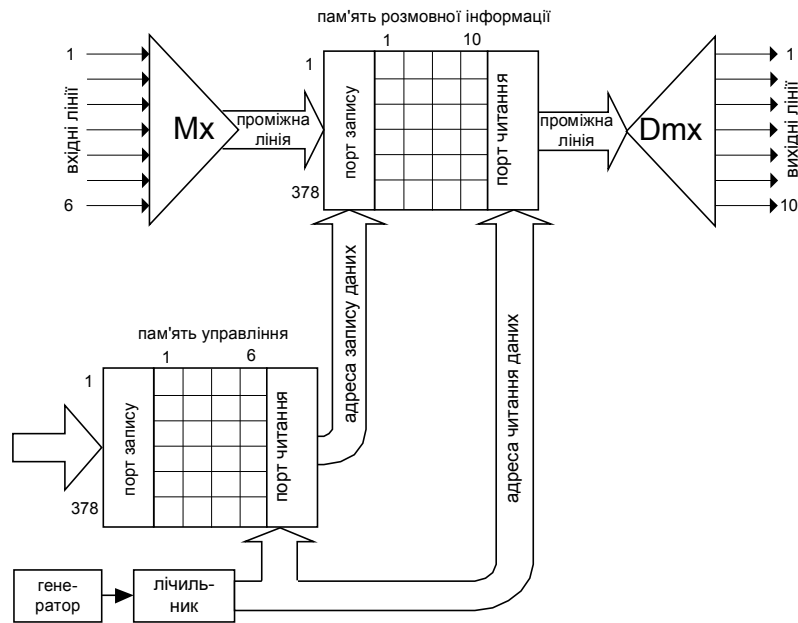 пам'ять розмовної інформації
1
10
1
378
вхідні лінії
1
6
Mx
проміжна
лінія
порт запису
порт читання
проміжна
лінія
Dmx
1
10
вихідні лінії
адреса запису даних
адреса читання даних
пам'ять управління
1
6
1
378
порт запису
порт читання
гене-
ратор
лічиль-
ник